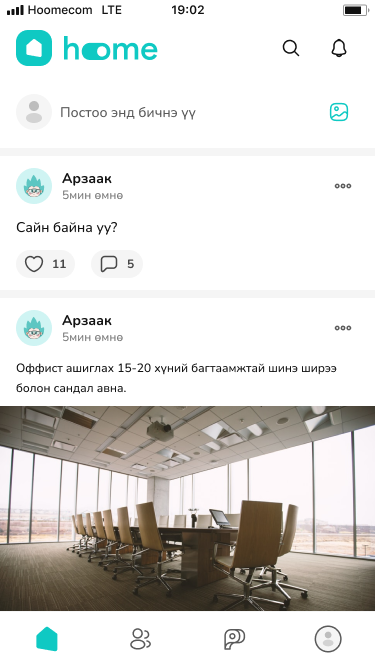 Hoomecom LTE 19:02
hoome
Постоо энд бичнэ үү
Арзаак
5мин өмнө
Сайн байна уу?
11 5
Арзаак
5мин өмнө
Оффист ашиглах 15-20 хүний багтаамжтай шинэ ширээ
болон сандал авна.